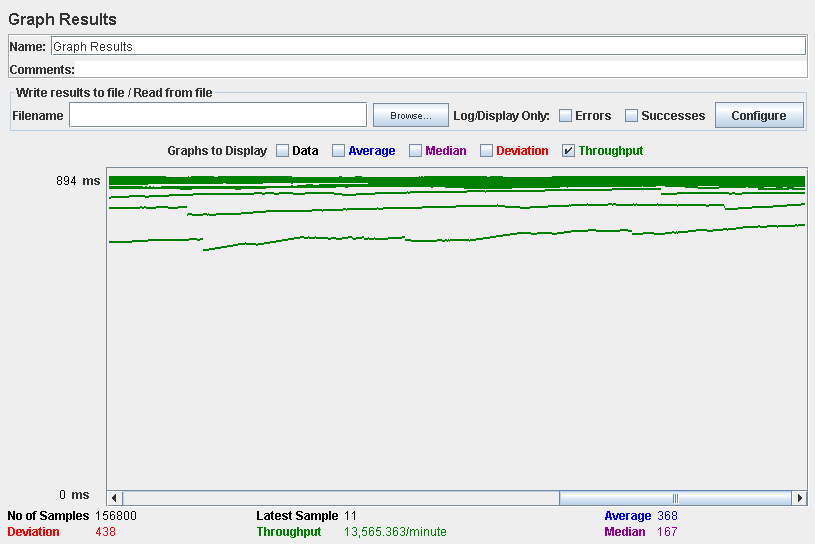 Graph Results
Name: Graph Results
Comments:
Write results to file / Read from file
Filename Browse... Log/Display Only: Errors Successes Configure
Graphs to Display Data Average Median Deviation Throughput
894 ms
0 ms
No of Samples 156800 Latest Sample 11 Average 368
Deviation 438 Throughput 13,565.363/minute Median 167